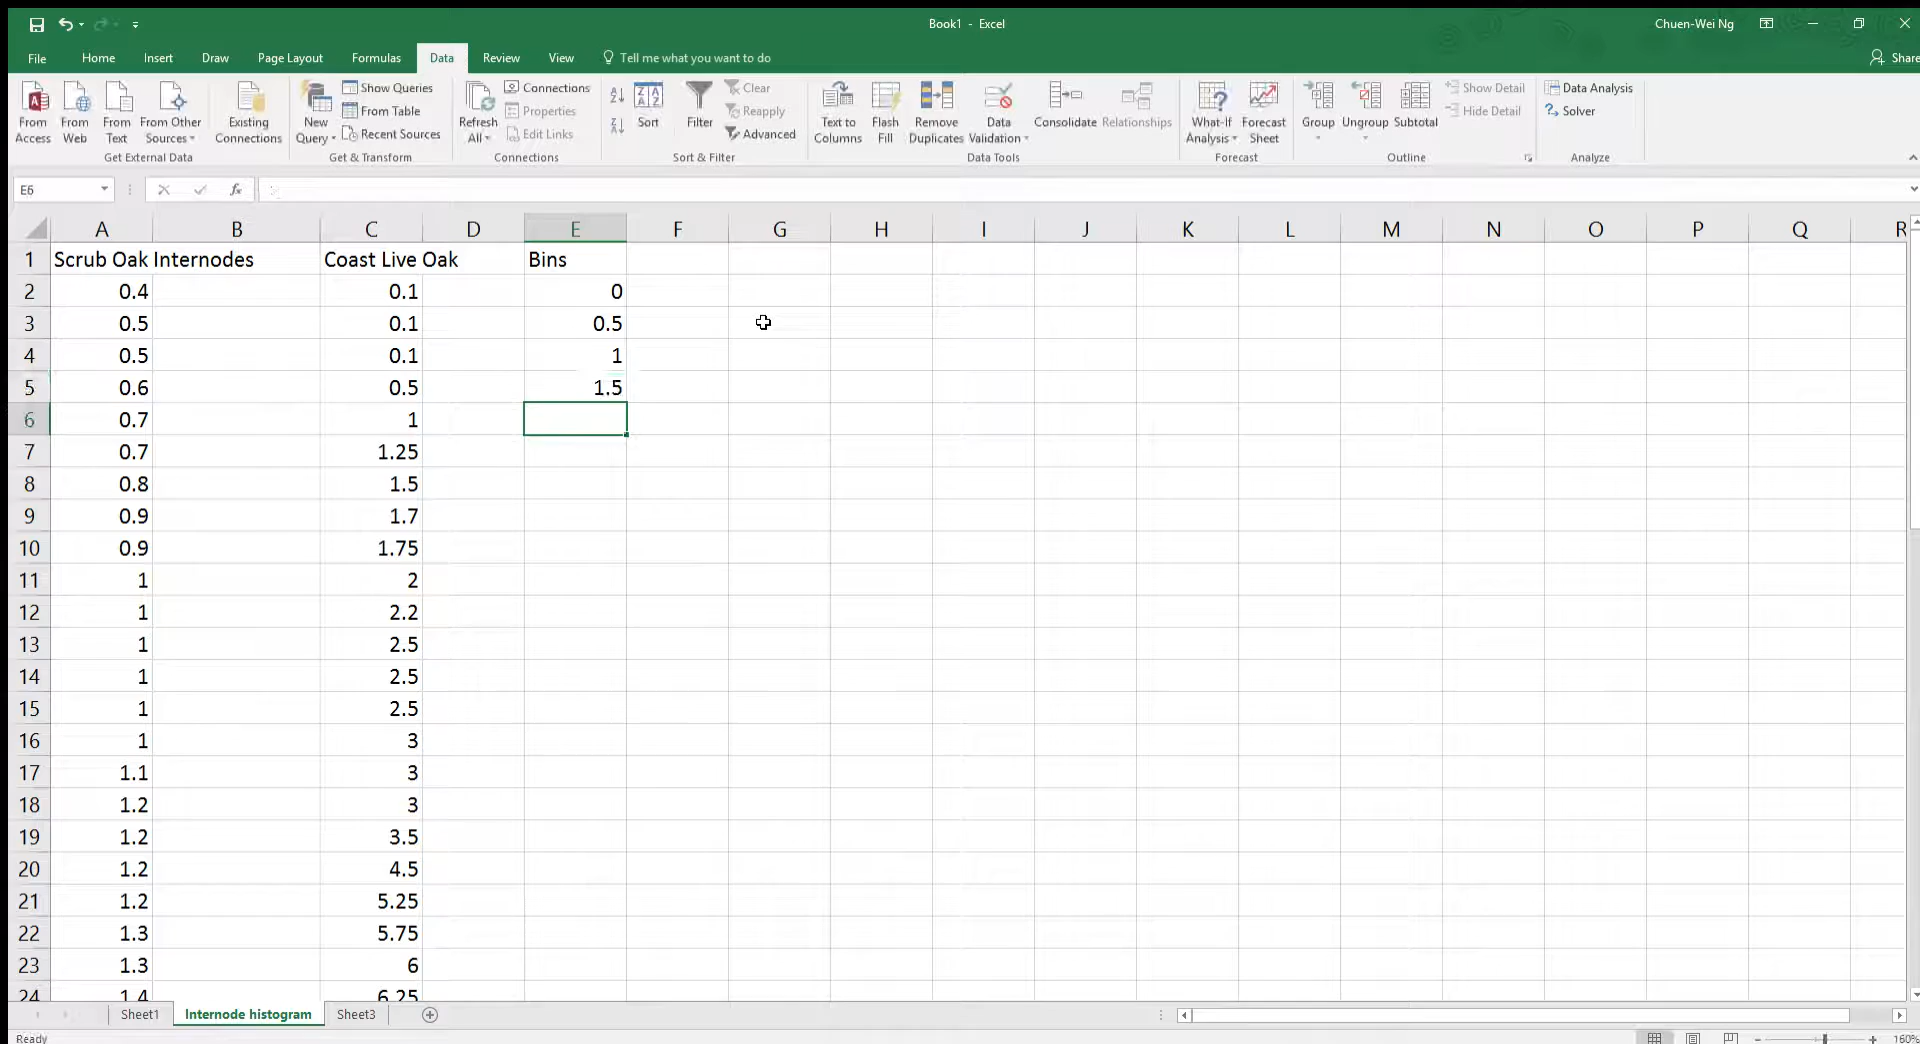 Book1 - Excel
Chuen-Wei Ng
File Home Insert Draw Page Layout Formulas Data Review View Tell me what you want to do Share
From Access
From Web
From Text
From Other Sources
Existing Connections
Get External Data
New Query
Show Queries
From Table
Recent Sources
Get & Transform
Refresh All
Connections
Properties
Edit Links
Connections
Sort
Filter
Clear
Reapply
Advanced
Sort & Filter
Text to Columns
Flash Fill
Remove Duplicates
Data Validation
Consolidate
Relationships
Data Tools
What-If Analysis
Forecast Sheet
Forecast
Group
Ungroup
Subtotal
Show Detail
Hide Detail
Outline
Data Analysis
Solver
Analyze
E6 fx
A B C D E F G H I J K L M N O P Q R
1 Scrub Oak Internodes Coast Live Oak Bins
2 0.4 0.1 0
3 0.5 0.1 0.5
4 0.5 0.1 1
5 0.6 0.5 1.5
6 0.7 1
7 0.7 1.25
8 0.8 1.5
9 0.9 1.7
10 0.9 1.75
11 1 2
12 1 2.2
13 1 2.5
14 1 2.5
15 1 2.5
16 1 3
17 1.1 3
18 1.2 3
19 1.2 3.5
20 1.2 4.5
21 1.2 5.25
22 1.3 5.75
23 1.3 6
24 1.4 6.25
Sheet1 Internode histogram Sheet3
Ready 160%